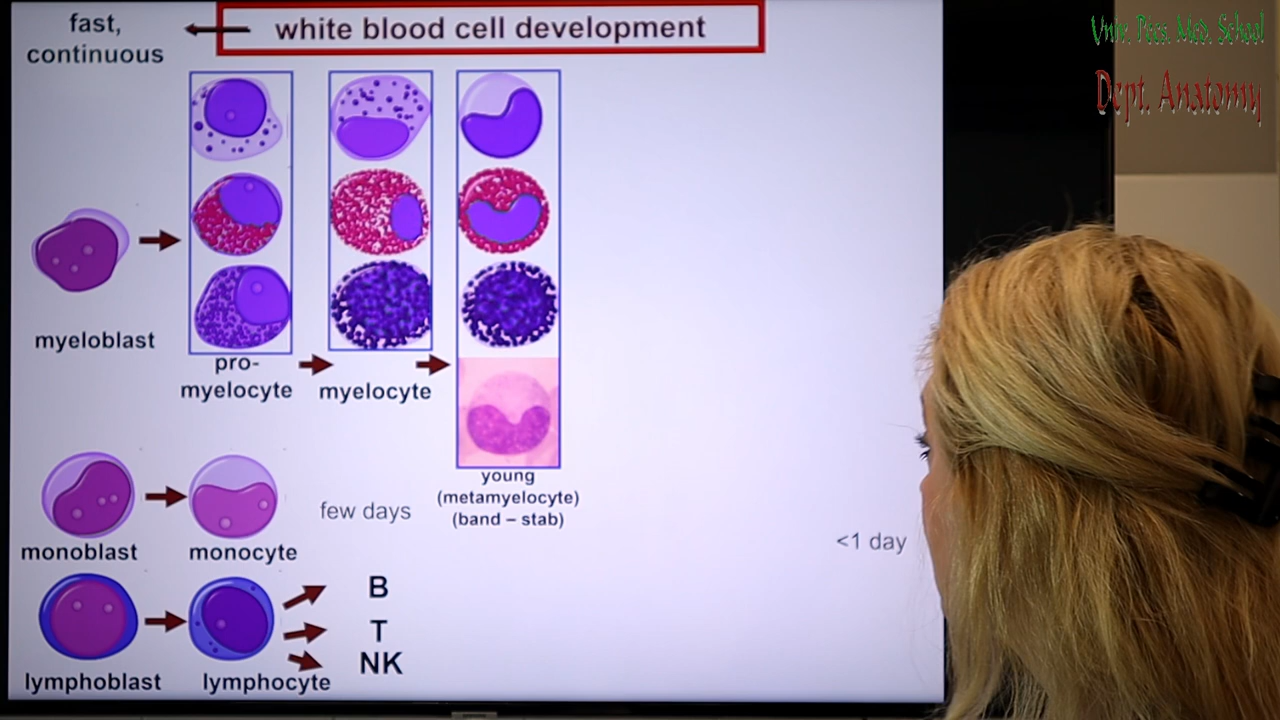 fast,
continuous
white blood cell development
Univ. Pecs. Med. School
Dept. Anatomy
myeloblast
pro-
myelocyte
myelocyte
young
(metamyelocyte)
(band – stab)
monoblast
monocyte
few days
<1 day
lymphoblast
lymphocyte
B
T
NK